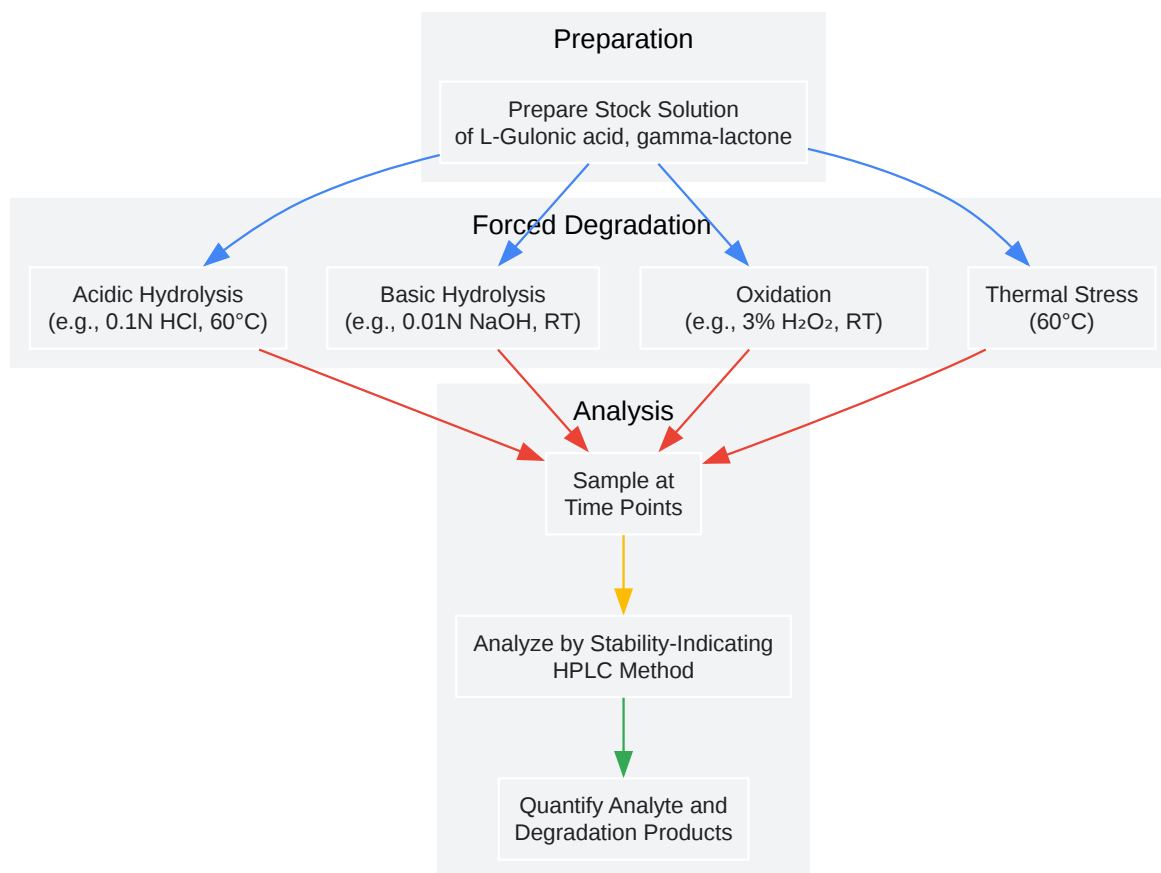 Preparation
Prepare Stock Solution
of L-Gulonic acid, gamma-lactone
Forced Degradation
Acidic Hydrolysis
(e.g., 0.1N HCl, 60°C)
Basic Hydrolysis
(e.g., 0.01N NaOH, RT)
Oxidation
(e.g., 3% H₂O₂, RT)
Thermal Stress
(60°C)
Analysis
Sample at
Time Points
Analyze by Stability-Indicating
HPLC Method
Quantify Analyte and
Degradation Products